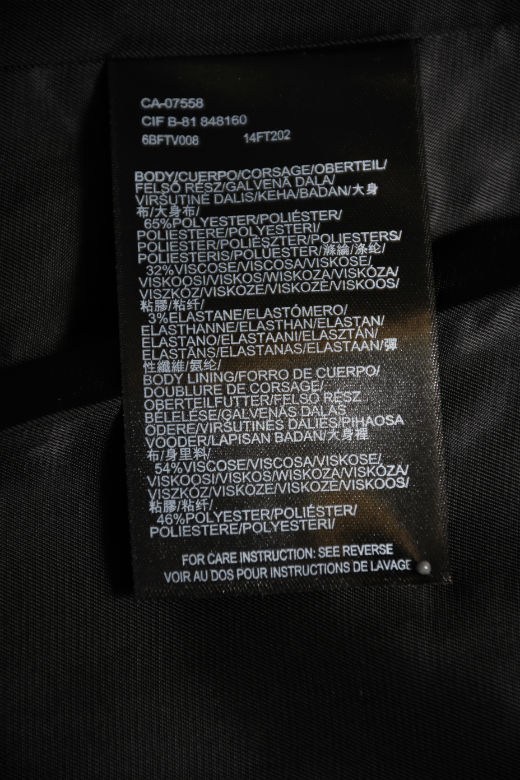 CA-07558
CIF B-81 848160
6BFTV008 14FT202
BODY/CUERPO/CORSAGE/OBERTEIL/
FELSŐ RÉSZ/GALVENĀ DAĻA/
VIRŠUTINĖ DALIS/KEHA/BADAN/大身
布/大身布/
65%POLYESTER/POLIÉSTER/
POLIESTERE/POLYESTERI/
POLIESTER/POLIÉSZTER/POLIESTERS/
POLIESTERIS/POLÜESTER/滌綸/涤纶/
32%VISCOSE/VISCOSA/VISKOSE/
VISKOOSI/VISKOS/WISKOZA/VISKÓZA/
VISZKÓZ/VISKOZE/VISKOZĖ/VISKOOS/
粘膠/粘纤/
3%ELASTANE/ELASTÓMERO/
ELASTHANNE/ELASTHAN/ELASTAN/
ELASTANO/ELASTAANI/ELASZTÁN/
ELASTĀNS/ELASTANAS/ELASTAAN/彈
性纖維/氨纶/
BODY LINING/FORRO DE CUERPO/
DOUBLURE DE CORSAGE/
OBERTEILFUTTER/FELSŐ RÉSZ
BÉLELÉSE/GALVENĀS DAĻAS
ODERE/VIRŠUTINĖS DALIES/PIHAOSA
VOODER/LAPISAN BADAN/大身裡
布/身里料/
54%VISCOSE/VISCOSA/VISKOSE/
VISKOOSI/VISKOS/WISKOZA/VISKÓZA/
VISZKÓZ/VISKOZE/VISKOZĖ/VISKOOS/
粘膠/粘纤/
46%POLYESTER/POLIÉSTER/
POLIESTERE/POLYESTERI/
FOR CARE INSTRUCTION: SEE REVERSE
VOIR AU DOS POUR INSTRUCTIONS DE LAVAGE